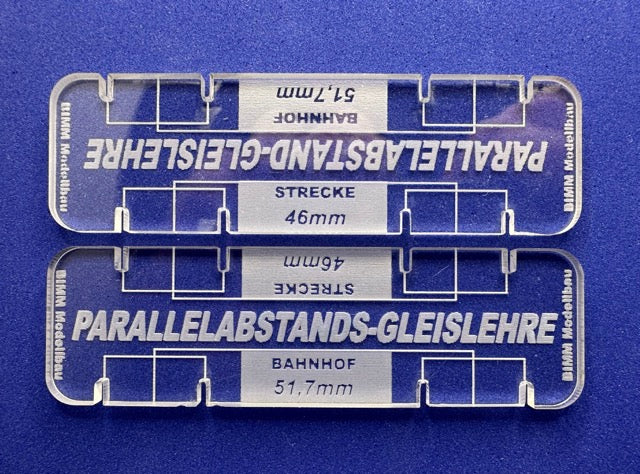 BIMM Modellbau
51,7mm
BAHNHOF
PARALLELABSTAND-GLEISLEHRE
STRECKE
46mm
BIMM Modellbau
BIMM Modellbau
46mm
STRECKE
PARALLELABSTANDS-GLEISLEHRE
BAHNHOF
51,7mm
BIMM Modellbau